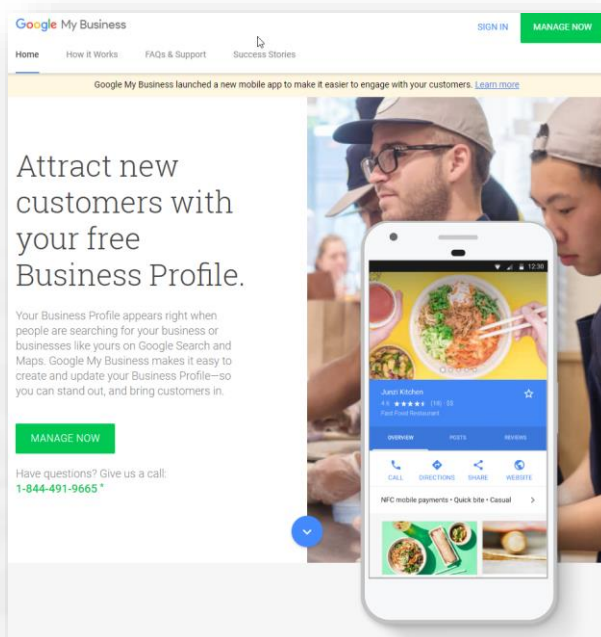 Google My Business
SIGN IN
MANAGE NOW
Home
How it Works
FAQs & Support
Success Stories
Google My Business launched a new mobile app to make it easier to engage with your customers. Learn more
Attract new
customers with
your free
Business Profile.
Your Business Profile appears right when
people are searching for your business or
businesses like yours on Google Search and
Maps. Google My Business makes it easy to
create and update your Business Profile—so
you can stand out, and bring customers in.
MANAGE NOW
Have questions? Give us a call:
1-844-491-9665 *
12:30
Junzi Kitchen
★★★★★ (19) · $$
Fast Food Restaurant
OVERVIEW
POSTS
REVIEWS
CALL
DIRECTIONS
SHARE
WEBSITE
NFC mobile payments • Quick bite • Casual